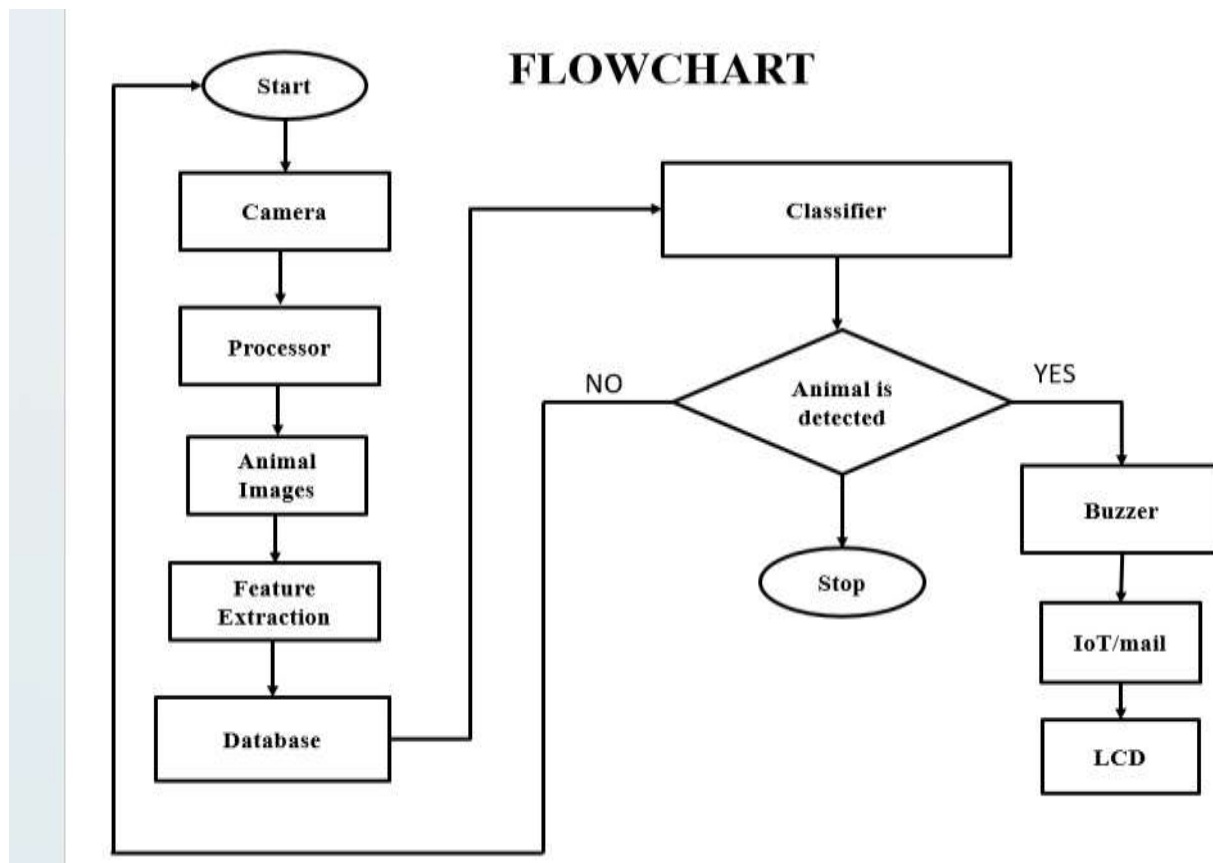 FLOWCHART
Start
Camera
Processor
Animal
Images
Feature
Extraction
Database
Classifier
Animal is
detected
NO
YES
Stop
Buzzer
IoT/mail
LCD